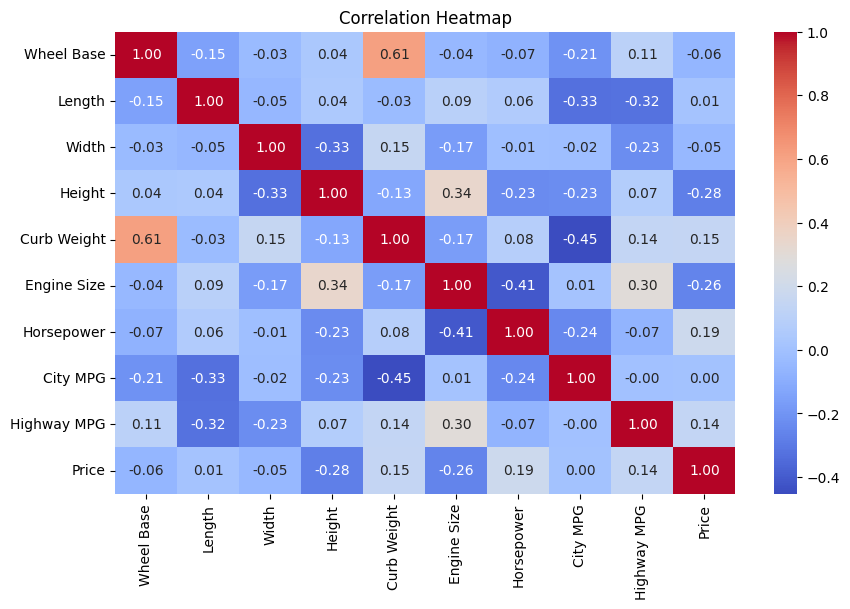 Correlation Heatmap
Wheel Base 1.00 -0.15 -0.03 0.04 0.61 -0.04 -0.07 -0.21 0.11 -0.06
Length -0.15 1.00 -0.05 0.04 -0.03 0.09 0.06 -0.33 -0.32 0.01
Width -0.03 -0.05 1.00 -0.33 0.15 -0.17 -0.01 -0.02 -0.23 -0.05
Height 0.04 0.04 -0.33 1.00 -0.13 0.34 -0.23 -0.23 0.07 -0.28
Curb Weight 0.61 -0.03 0.15 -0.13 1.00 -0.17 0.08 -0.45 0.14 0.15
Engine Size -0.04 0.09 -0.17 0.34 -0.17 1.00 -0.41 0.01 0.30 -0.26
Horsepower -0.07 0.06 -0.01 -0.23 0.08 -0.41 1.00 -0.24 -0.07 0.19
City MPG -0.21 -0.33 -0.02 -0.23 -0.45 0.01 -0.24 1.00 -0.00 0.00
Highway MPG 0.11 -0.32 -0.23 0.07 0.14 0.30 -0.07 -0.00 1.00 0.14
Price -0.06 0.01 -0.05 -0.28 0.15 -0.26 0.19 0.00 0.14 1.00
Wheel Base
Length
Width
Height
Curb Weight
Engine Size
Horsepower
City MPG
Highway MPG
Price
1.0
0.8
0.6
0.4
0.2
0.0
−0.2
−0.4